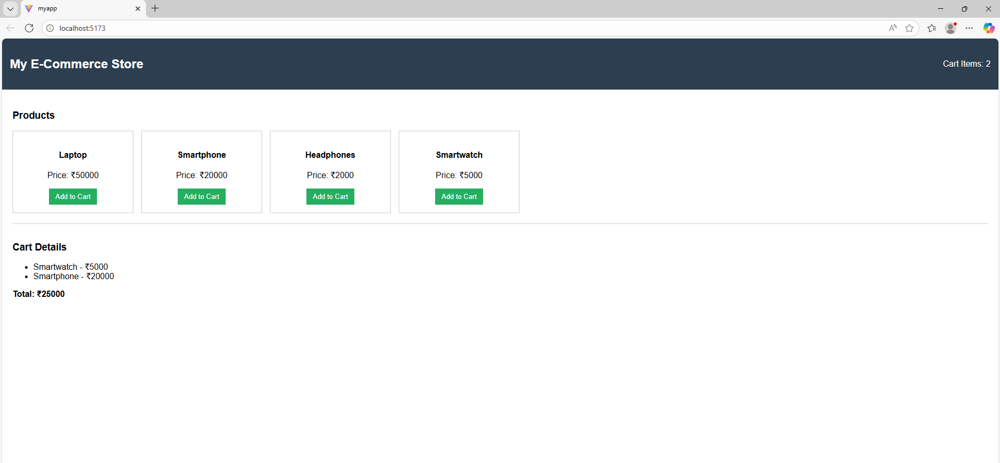 myapp
localhost:5173
My E-Commerce Store
Cart Items: 2
Products
Laptop
Price: ₹50000
Add to Cart
Smartphone
Price: ₹20000
Add to Cart
Headphones
Price: ₹2000
Add to Cart
Smartwatch
Price: ₹5000
Add to Cart
Cart Details
• Smartwatch - ₹5000
• Smartphone - ₹20000
Total: ₹25000